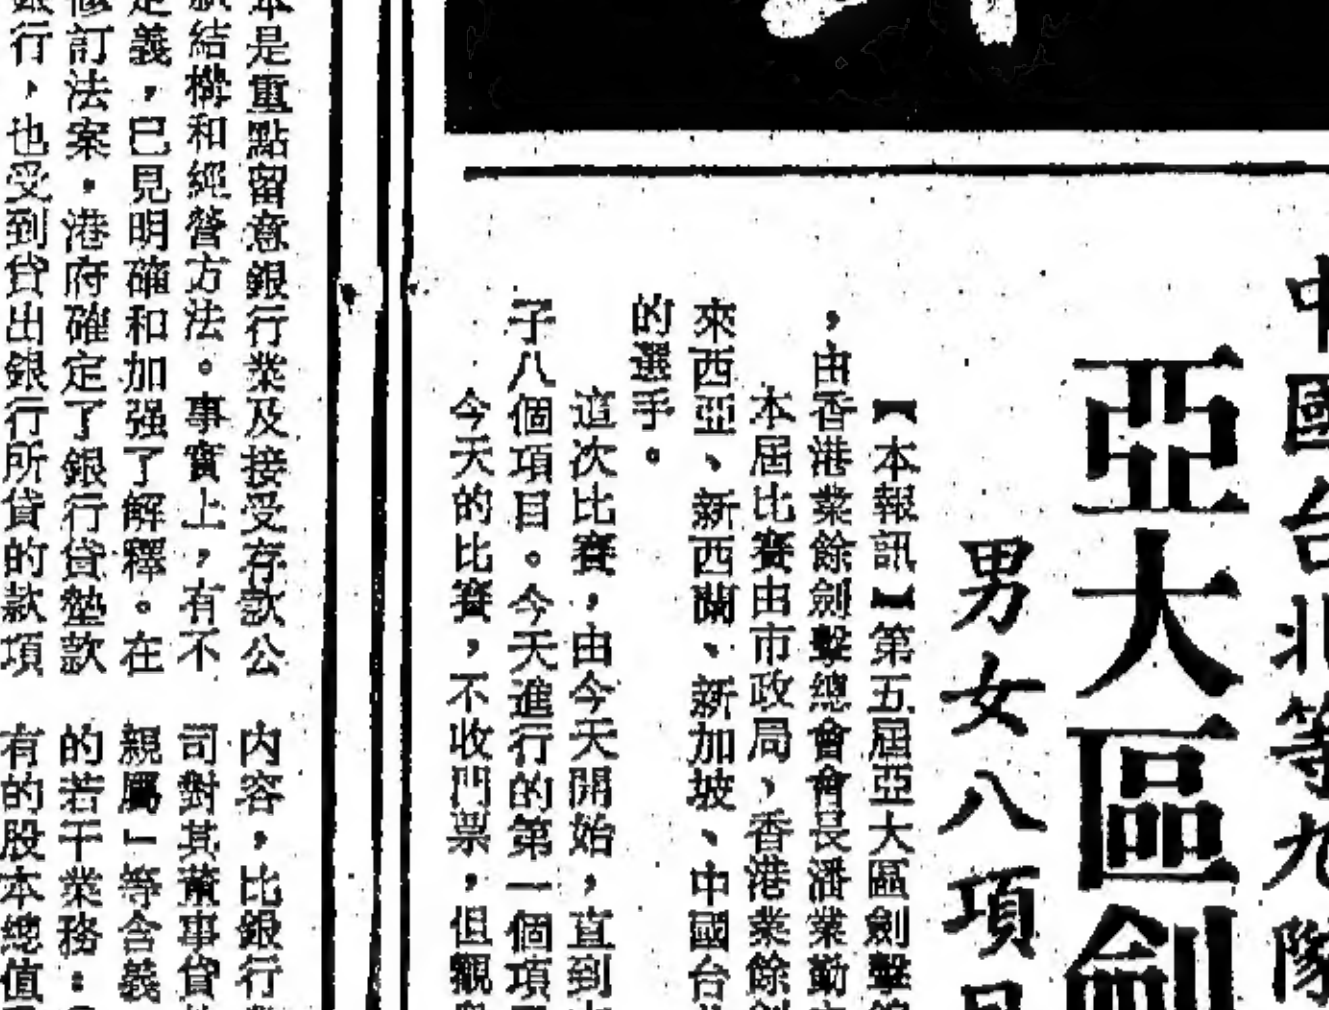 中國台北等九隊
亞大區劍
男女八項目
【本報訊】第五屆亞大區劍擊錦
，由香港業餘劍擊總會會長潘業勤
本屆比賽由市政局，香港業餘劍
來西亞、新西蘭、新加坡、中國台北
的選手。
這次比賽，由今天開始，直到
子八個項目。今天進行的第一個項
今天的比賽，不收門票，但觀
本是重點留意銀行業及接受存款公
結構和經營方法。事實上，有不
定義，已見明確和加强了解釋。在
修訂法案，港府確定了銀行貸墊款
銀行，也受到貸出銀行所貸的款項
内容，比銀行
司對其董事貸
親屬」等含義
的若干業務：
有的股本總值